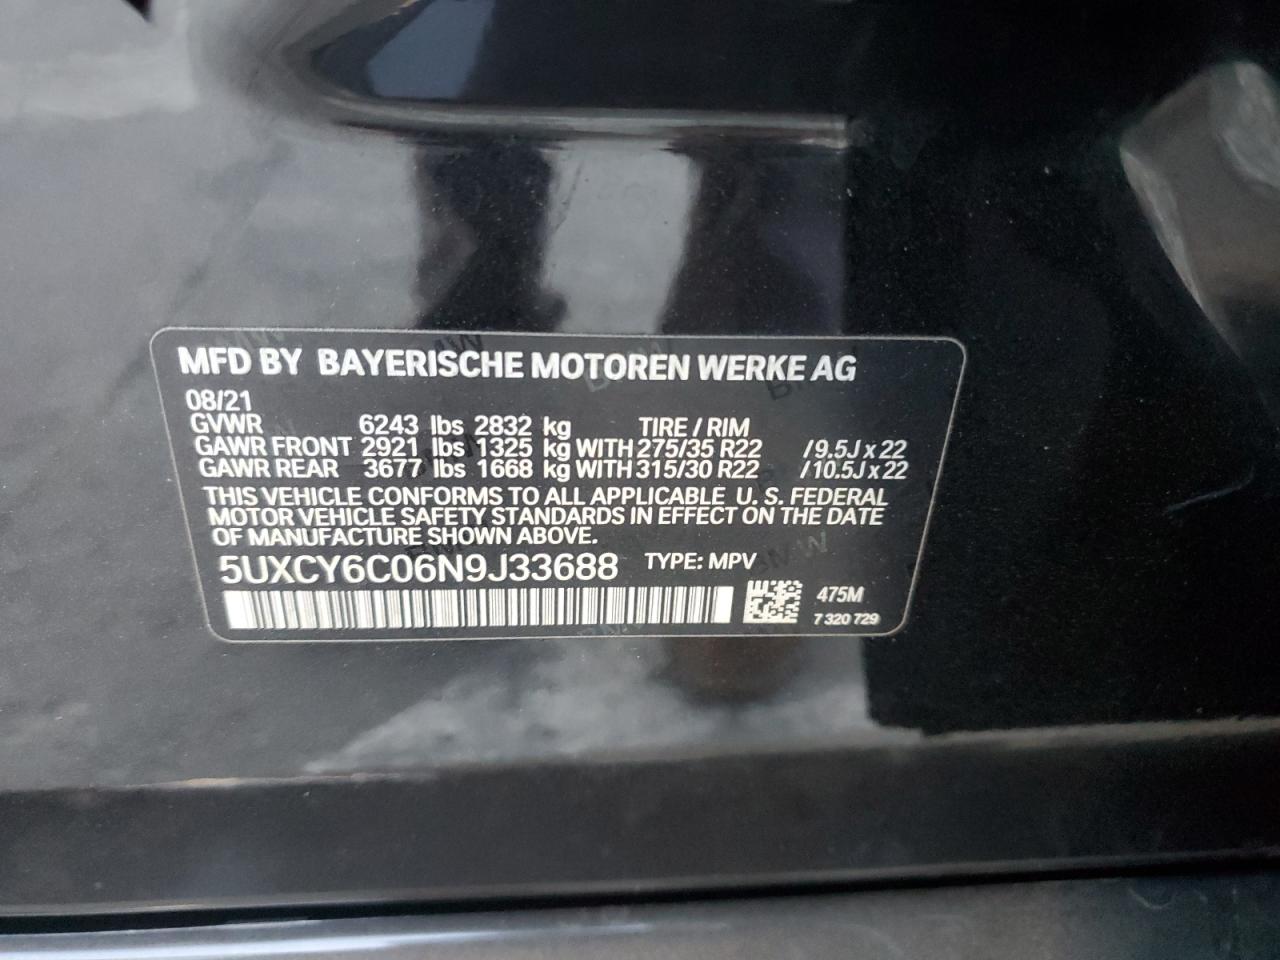 MFD BY BAYERISCHE MOTOREN WERKE AG
08/21
GVWR 6243 lbs 2832 kg TIRE / RIM
GAWR FRONT 2921 lbs 1325 kg WITH 275/35 R22 /9.5J x 22
GAWR REAR 3677 lbs 1668 kg WITH 315/30 R22 /10.5J x 22
THIS VEHICLE CONFORMS TO ALL APPLICABLE U. S. FEDERAL
MOTOR VEHICLE SAFETY STANDARDS IN EFFECT ON THE DATE
OF MANUFACTURE SHOWN ABOVE.
5UXCY6C06N9J33688 TYPE: MPV
475M
7 320 729